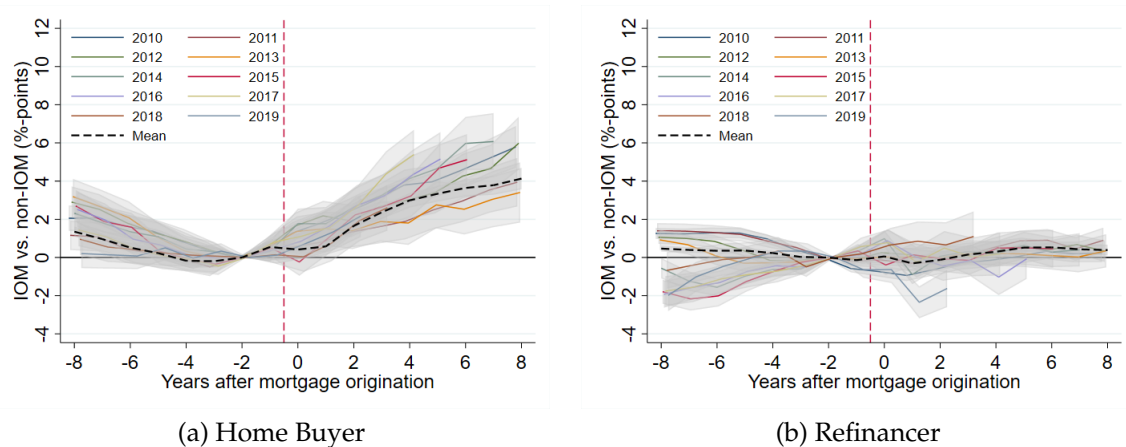 IOM vs. non-IOM (%-points)
12
10
8
6
4
2
0
-2
-4
2010 2011
2012 2013
2014 2015
2016 2017
2018 2019
Mean
-8 -6 -4 -2 0 2 4 6 8
Years after mortgage origination
(a) Home Buyer
IOM vs. non-IOM (%-points)
12
10
8
6
4
2
0
-2
-4
2010 2011
2012 2013
2014 2015
2016 2017
2018 2019
Mean
-8 -6 -4 -2 0 2 4 6 8
Years after mortgage origination
(b) Refinancer